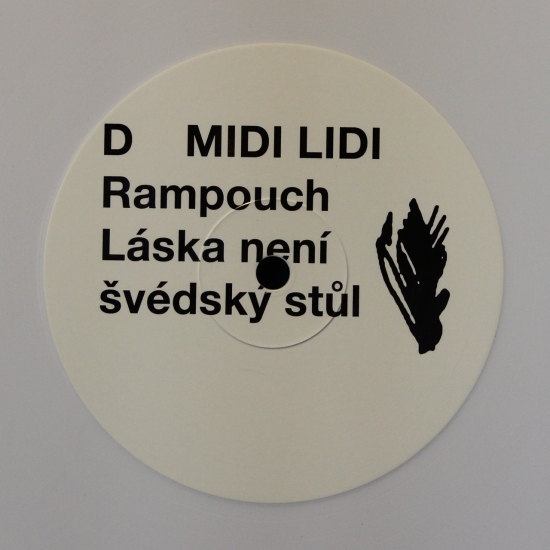 D MIDI LIDI
Rampouch
Láska není
švédský stůl